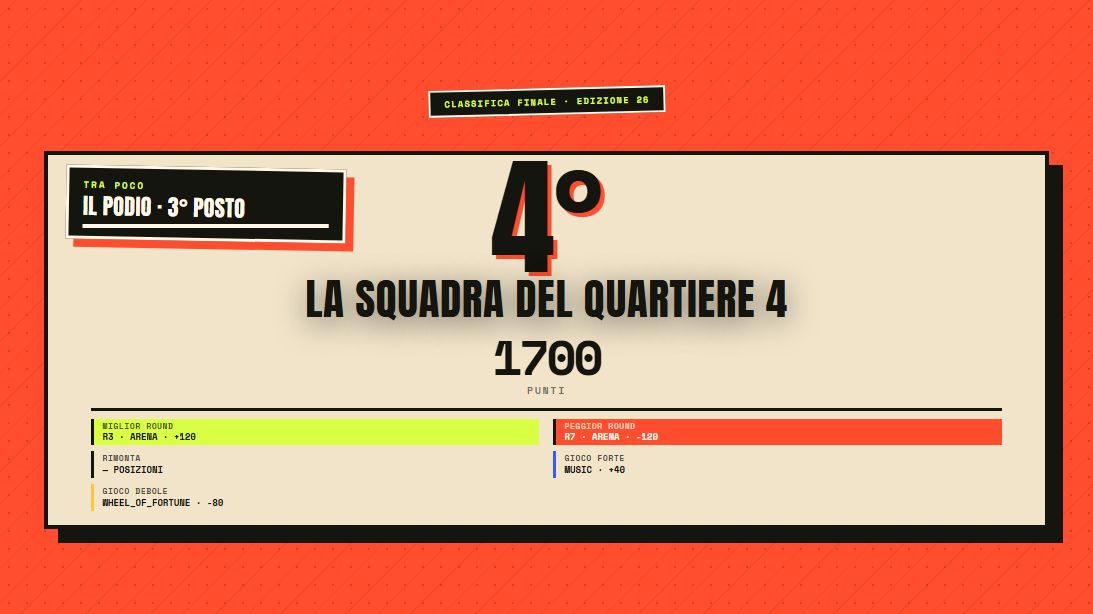 CLASSIFICA FINALE · EDIZIONE 26
TRA POCO
IL PODIO · 3° POSTO
4°
LA SQUADRA DEL QUARTIERE 4
1700
PUNTI
MIGLIOR ROUND
R3 · ARENA · +120
PEGGIOR ROUND
R7 · ARENA · -120
RIMONTA
— POSIZIONI
GIOCO FORTE
MUSIC · +40
GIOCO DEBOLE
WHEEL_OF_FORTUNE · -80